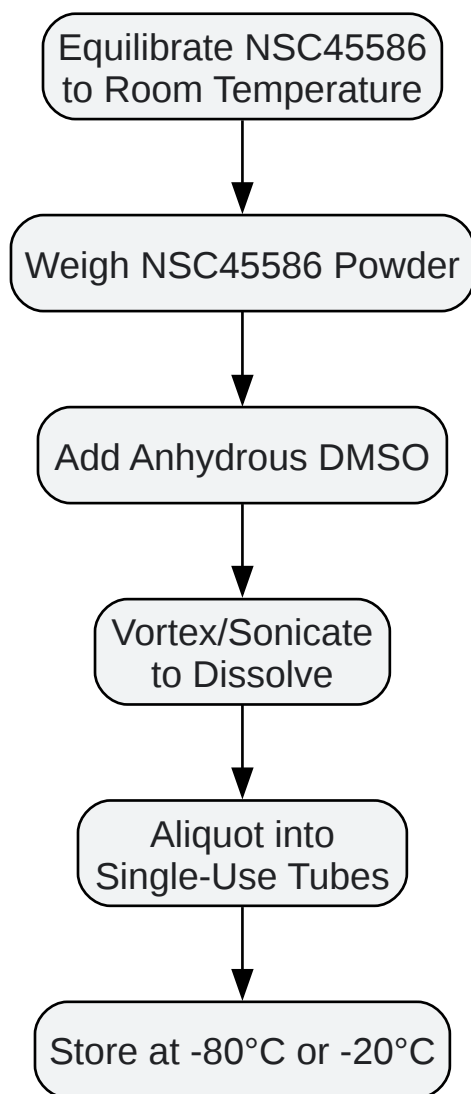 Equilibrate NSC45586
to Room Temperature
Weigh NSC45586 Powder
Add Anhydrous DMSO
Vortex/Sonicate
to Dissolve
Aliquot into
Single-Use Tubes
Store at -80°C or -20°C